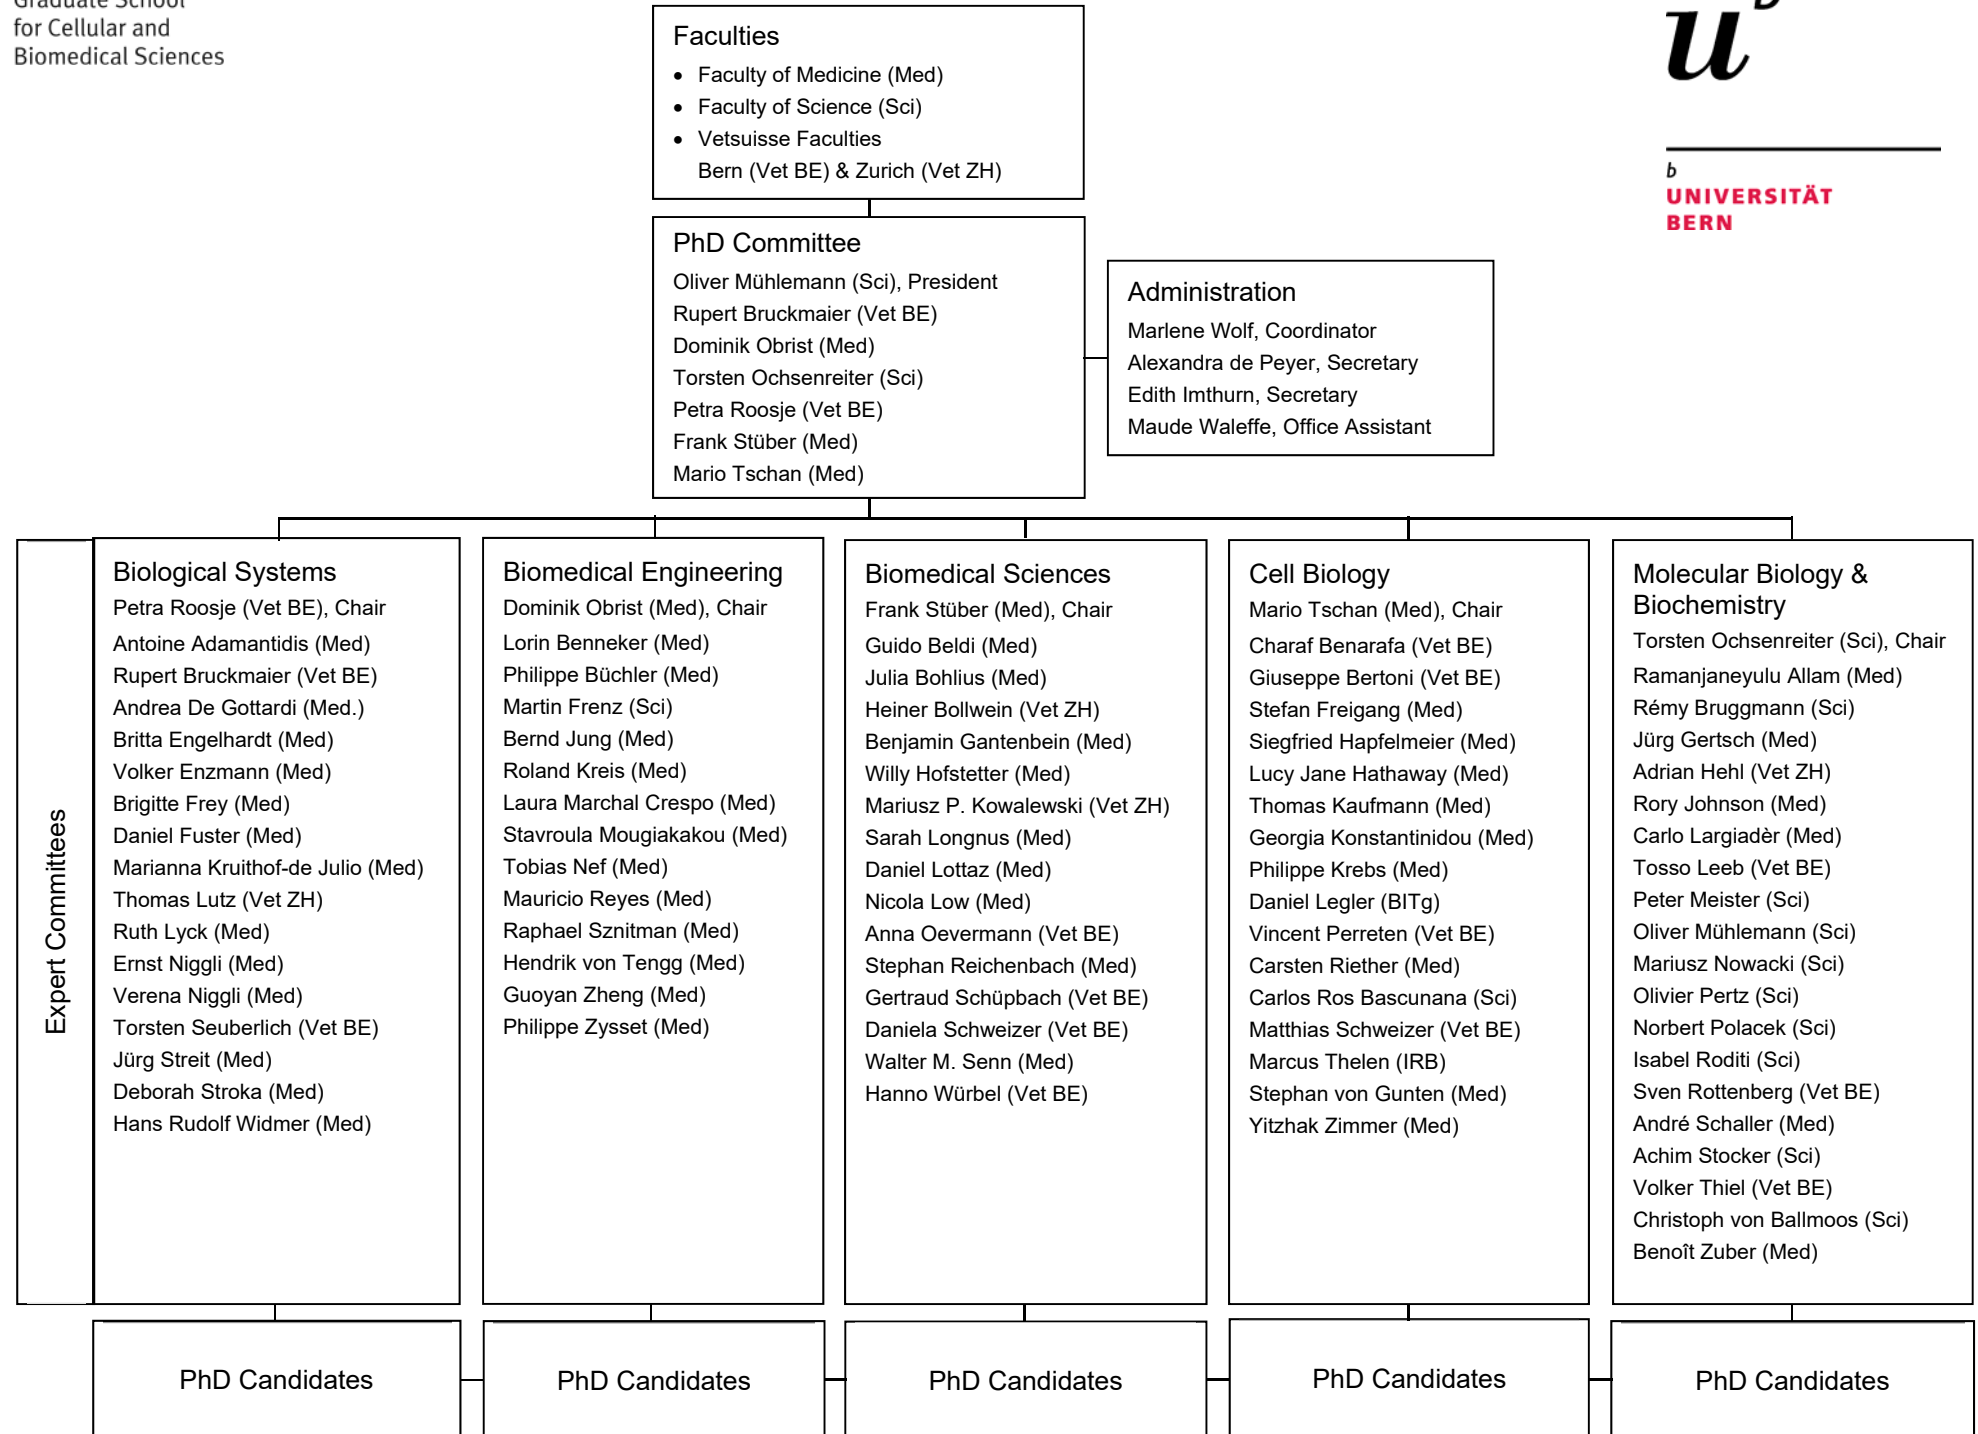 Graduate School
for Cellular and
Biomedical Sciences
u
b
b
UNIVERSITÄT
BERN
Faculties
• Faculty of Medicine (Med)
• Faculty of Science (Sci)
• Vetsuisse Faculties
Bern (Vet BE) & Zurich (Vet ZH)
PhD Committee
Oliver Mühlemann (Sci), President
Rupert Bruckmaier (Vet BE)
Dominik Obrist (Med)
Torsten Ochsenreiter (Sci)
Petra Roosje (Vet BE)
Frank Stüber (Med)
Mario Tschan (Med)
Administration
Marlene Wolf, Coordinator
Alexandra de Peyer, Secretary
Edith Imthurn, Secretary
Maude Waleffe, Office Assistant
Expert Committees
Biological Systems
Petra Roosje (Vet BE), Chair
Antoine Adamantidis (Med)
Rupert Bruckmaier (Vet BE)
Andrea De Gottardi (Med.)
Britta Engelhardt (Med)
Volker Enzmann (Med)
Brigitte Frey (Med)
Daniel Fuster (Med)
Marianna Kruithof-de Julio (Med)
Thomas Lutz (Vet ZH)
Ruth Lyck (Med)
Ernst Niggli (Med)
Verena Niggli (Med)
Torsten Seuberlich (Vet BE)
Jürg Streit (Med)
Deborah Stroka (Med)
Hans Rudolf Widmer (Med)
Biomedical Engineering
Dominik Obrist (Med), Chair
Lorin Benneker (Med)
Philippe Büchler (Med)
Martin Frenz (Sci)
Bernd Jung (Med)
Roland Kreis (Med)
Laura Marchal Crespo (Med)
Stavroula Mougiakakou (Med)
Tobias Nef (Med)
Mauricio Reyes (Med)
Raphael Sznitman (Med)
Hendrik von Tengg (Med)
Guoyan Zheng (Med)
Philippe Zysset (Med)
Biomedical Sciences
Frank Stüber (Med), Chair
Guido Beldi (Med)
Julia Bohlius (Med)
Heiner Bollwein (Vet ZH)
Benjamin Gantenbein (Med)
Willy Hofstetter (Med)
Mariusz P. Kowalewski (Vet ZH)
Sarah Longnus (Med)
Daniel Lottaz (Med)
Nicola Low (Med)
Anna Oevermann (Vet BE)
Stephan Reichenbach (Med)
Gertraud Schüpbach (Vet BE)
Daniela Schweizer (Vet BE)
Walter M. Senn (Med)
Hanno Würbel (Vet BE)
Cell Biology
Mario Tschan (Med), Chair
Charaf Benarafa (Vet BE)
Giuseppe Bertoni (Vet BE)
Stefan Freigang (Med)
Siegfried Hapfelmeier (Med)
Lucy Jane Hathaway (Med)
Thomas Kaufmann (Med)
Georgia Konstantinidou (Med)
Philippe Krebs (Med)
Daniel Legler (BITg)
Vincent Perreten (Vet BE)
Carsten Riether (Med)
Carlos Ros Bascunana (Sci)
Matthias Schweizer (Vet BE)
Marcus Thelen (IRB)
Stephan von Gunten (Med)
Yitzhak Zimmer (Med)
Molecular Biology &
Biochemistry
Torsten Ochsenreiter (Sci), Chair
Ramanjaneyulu Allam (Med)
Rémy Bruggmann (Sci)
Jürg Gertsch (Med)
Adrian Hehl (Vet ZH)
Rory Johnson (Med)
Carlo Largiadèr (Med)
Tosso Leeb (Vet BE)
Peter Meister (Sci)
Oliver Mühlemann (Sci)
Mariusz Nowacki (Sci)
Olivier Pertz (Sci)
Norbert Polacek (Sci)
Isabel Roditi (Sci)
Sven Rottenberg (Vet BE)
André Schaller (Med)
Achim Stocker (Sci)
Volker Thiel (Vet BE)
Christoph von Ballmoos (Sci)
Benoît Zuber (Med)
PhD Candidates
PhD Candidates
PhD Candidates
PhD Candidates
PhD Candidates